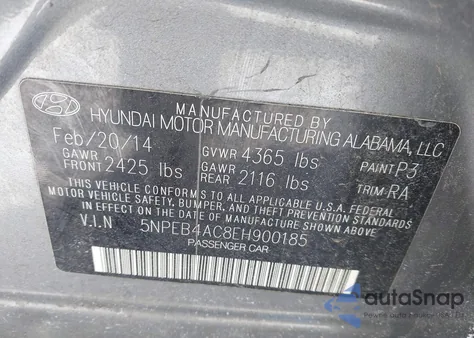 MANUFACTURED BY
HYUNDAI MOTOR MANUFACTURING ALABAMA, LLC
Feb/20/14 GVWR 4365 lbs PAINT P3
GAWR FRONT 2425 lbs GAWR REAR 2116 lbs TRIM RA
THIS VEHICLE CONFORMS TO ALL APPLICABLE U.S.A. FEDERAL
MOTOR VEHICLE SAFETY, BUMPER, AND THEFT PREVENTION STANDARDS
IN EFFECT ON THE DATE OF MANUFACTURE SHOWN ABOVE
V.I.N 5NPEB4AC8EH900185
PASSENGER CAR
autoSnap